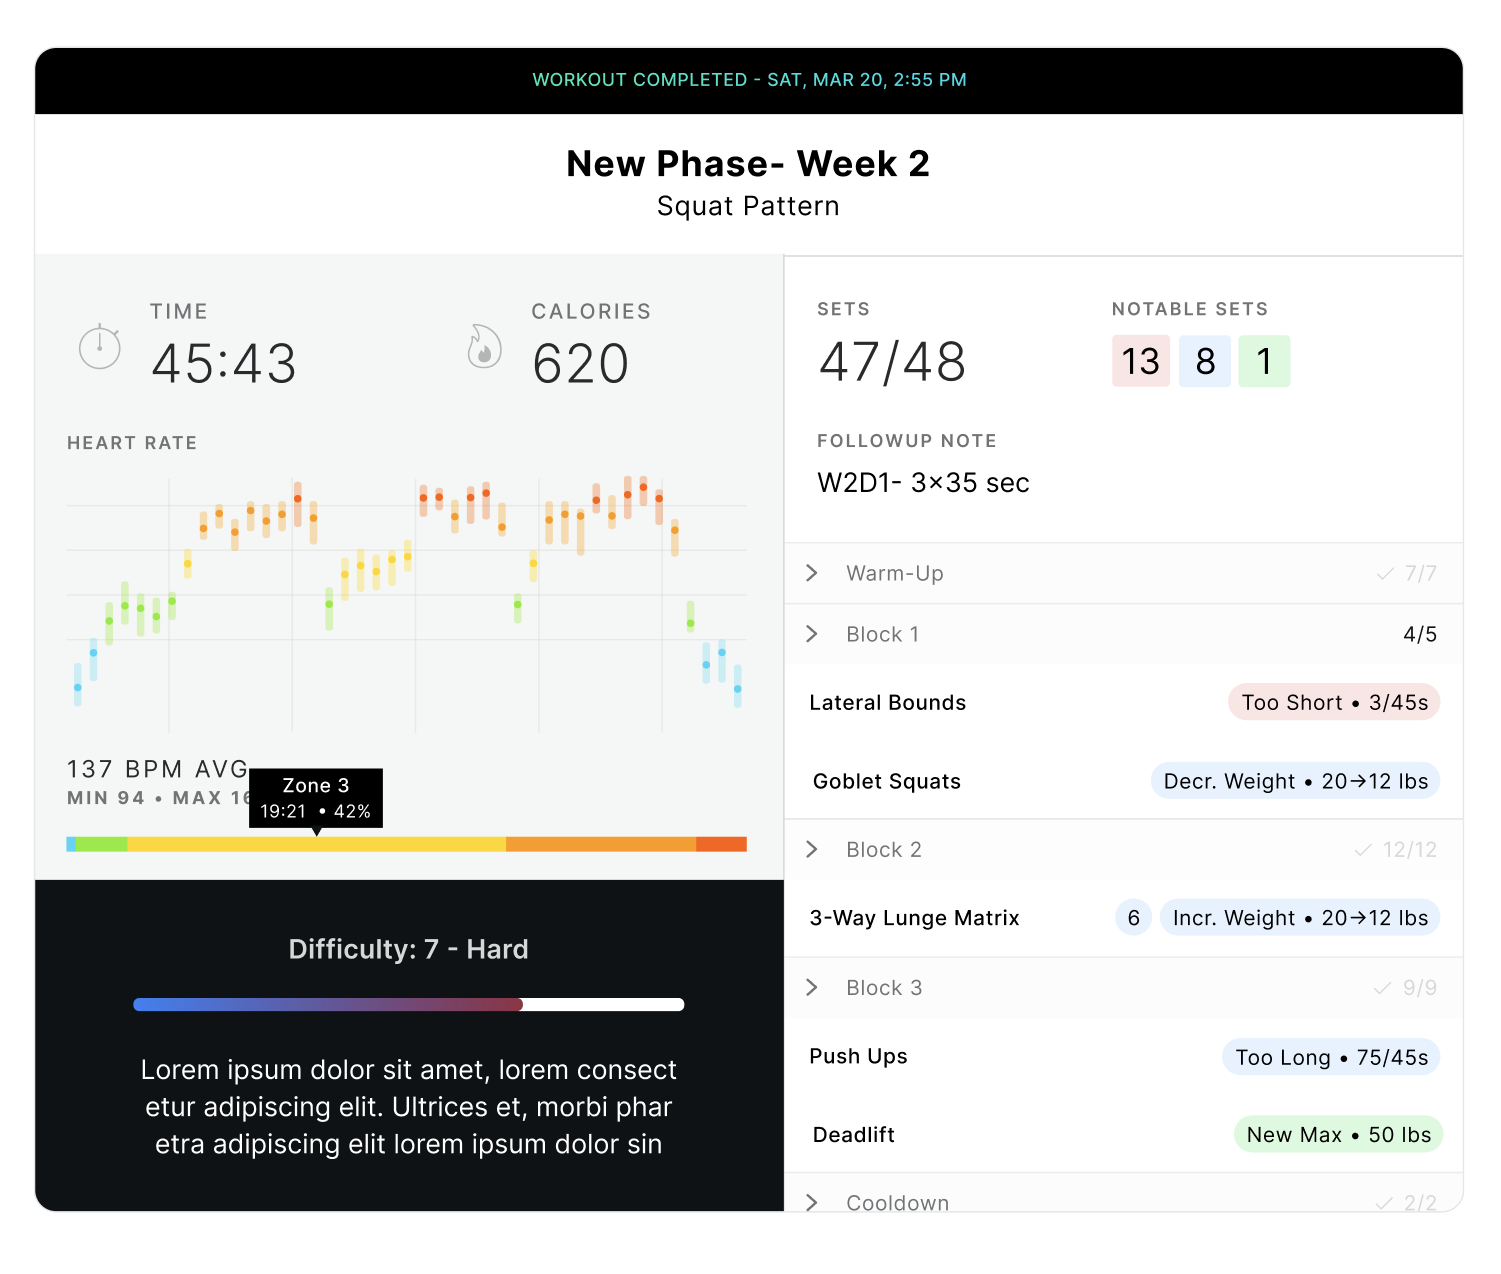 WORKOUT COMPLETED - SAT, MAR 20, 2:55 PM
New Phase- Week 2
Squat Pattern
TIME
45:43
CALORIES
620
HEART RATE
137 BPM AVG
MIN 94 • MAX
Zone 3
19:21 • 42%
Difficulty: 7 - Hard
Lorem ipsum dolor sit amet, lorem consect
etur adipiscing elit. Ultrices et, morbi phar
etra adipiscing elit lorem ipsum dolor sin
SETS
47/48
NOTABLE SETS
13 8 1
FOLLOWUP NOTE
W2D1- 3×35 sec
Warm-Up 7/7
Block 1 4/5
Lateral Bounds Too Short • 3/45s
Goblet Squats Decr. Weight • 20→12 lbs
Block 2 12/12
3-Way Lunge Matrix 6 Incr. Weight • 20→12 lbs
Block 3 9/9
Push Ups Too Long • 75/45s
Deadlift New Max • 50 lbs
Cooldown 2/2